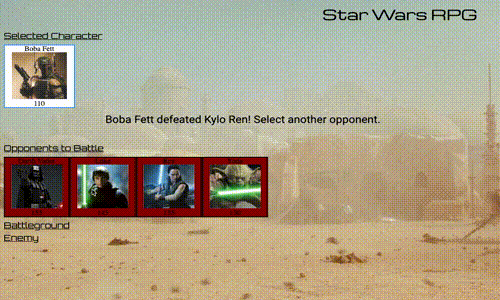 Star Wars RPG
Selected Character
Boba Fett
110
Boba Fett defeated Kylo Ren! Select another opponent.
Opponents to Battle
Battleground
Enemy